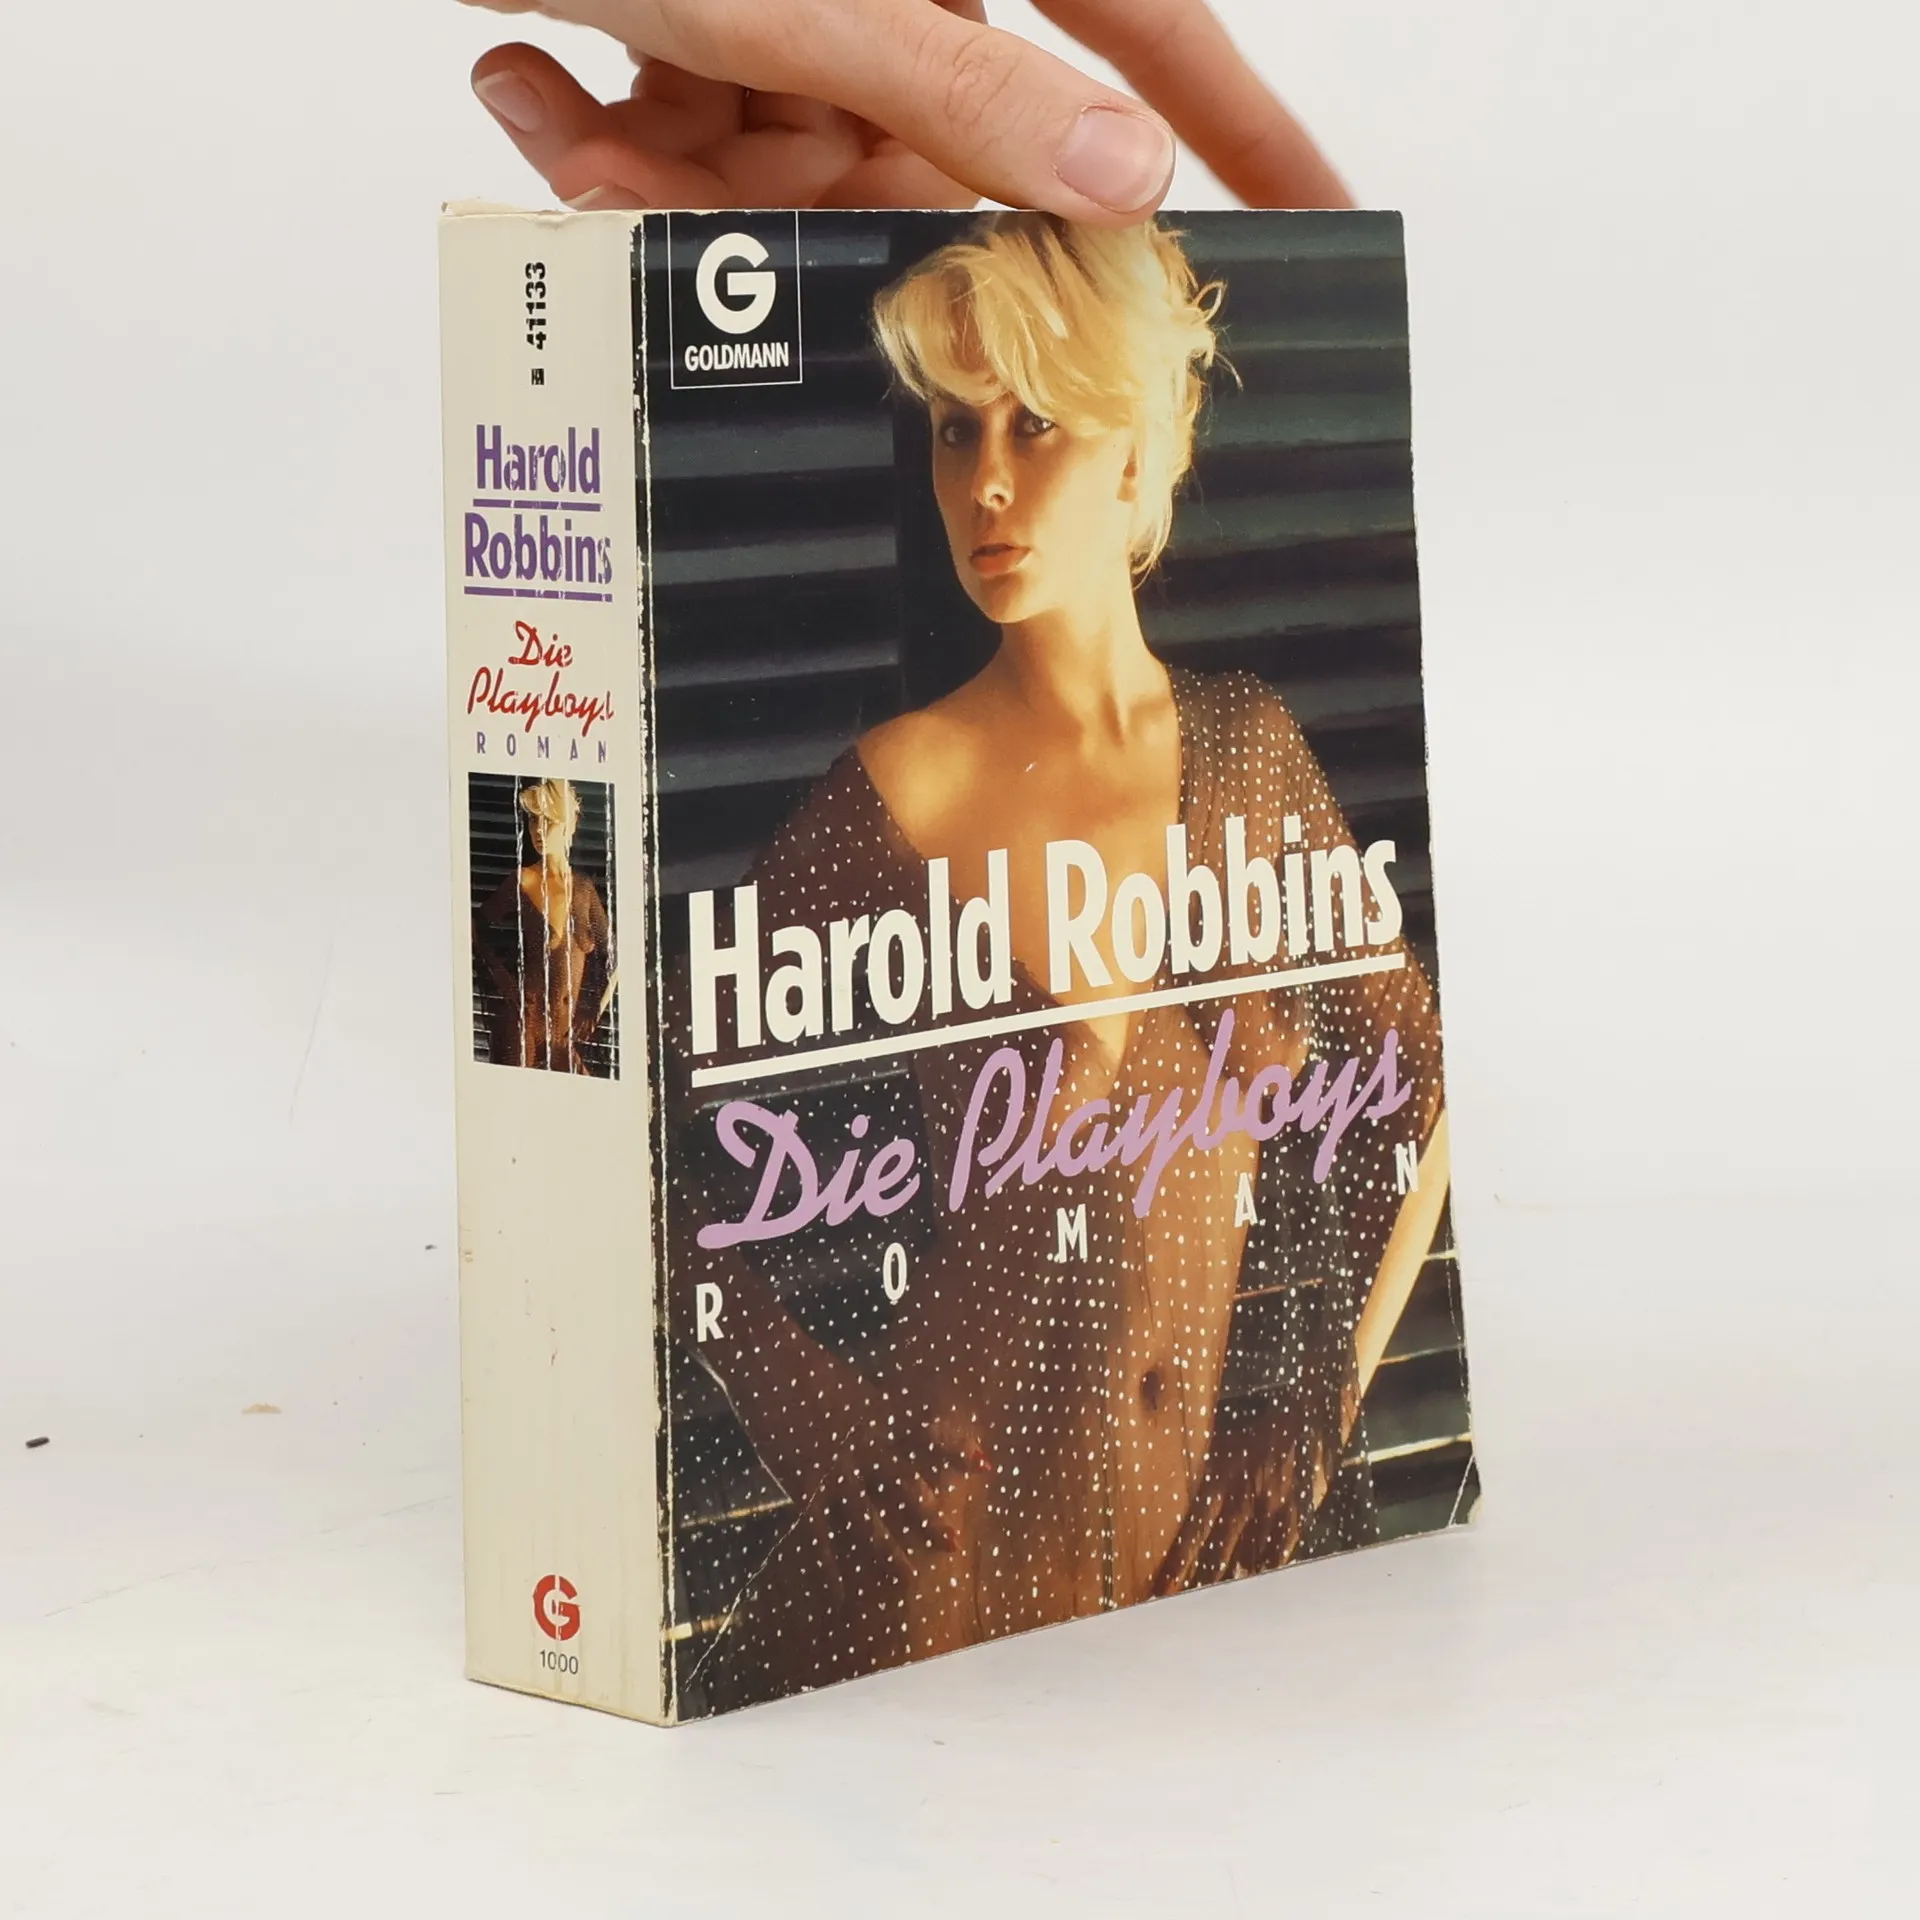 41133
Harold
Robbins
Die
Playboys
ROMAN
G
1000
G
GOLDMANN
Harold Robbins
Die Playboys
ROMAN